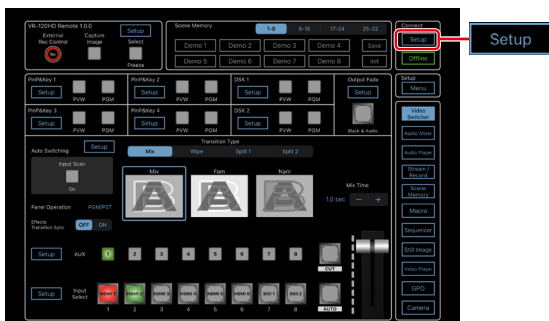 VR-120HD Remote 1.0.0
External Rec Control
Capture Image
Setup
Select
Rec
Freeze
Scene Memory
1-8 9-16 17-24 25-32
Demo 1 Demo 2 Demo 3 Demo 4 Save
Demo 5 Demo 6 Demo 7 Demo 8 Init
Connect
Setup
Offline
Setup
PinP&Key 1
Setup PVW PGM
PinP&Key 2
Setup PVW PGM
DSK 1
Setup PVW PGM
Output Fade
Setup
Black & Audio
PinP&Key 3
Setup PVW PGM
PinP&Key 4
Setup PVW PGM
DSK 2
Setup PVW PGM
Setup
Menu
Video Switcher
Audio Mixer
Audio Player
Stream / Record
Scene Memory
Macro
Sequencer
Still Image
Video Player
GPO
Camera
Auto Switching Setup
Input Scan
On
Panel Operation PGM/PST
Effects Transition Sync OFF ON
Transition Type
Mix Wipe Split 1 Split 2
Mix Fam Nam
Mix Time
1.0 sec − +
Setup AUX 1 2 3 4 5 6 7 8
CUT
Setup Input Select HDMI 1 HDMI 2 HDMI 3 HDMI 4 HDMI 5 HDMI 6 SDI 1 SDI 2
1 2 3 4 5 6 7 8
AUTO